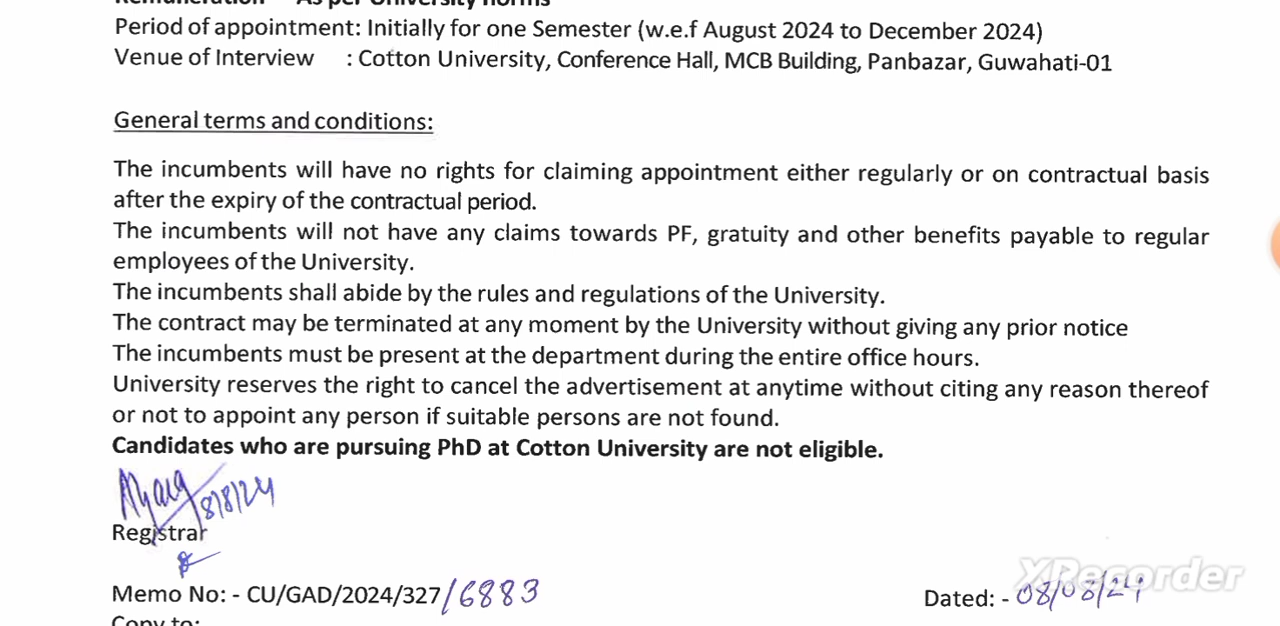 Remuneration As per University norms
Period of appointment: Initially for one Semester (w.e.f August 2024 to December 2024)
Venue of Interview : Cotton University, Conference Hall, MCB Building, Panbazar, Guwahati-01
General terms and conditions:
The incumbents will have no rights for claiming appointment either regularly or on contractual basis
after the expiry of the contractual period.
The incumbents will not have any claims towards PF, gratuity and other benefits payable to regular
employees of the University.
The incumbents shall abide by the rules and regulations of the University.
The contract may be terminated at any moment by the University without giving any prior notice
The incumbents must be present at the department during the entire office hours.
University reserves the right to cancel the advertisement at anytime without citing any reason thereof
or not to appoint any person if suitable persons are not found.
Candidates who are pursuing PhD at Cotton University are not eligible.
8/8/24
Registrar
Memo No: - CU/GAD/2024/327/6883 Dated: - 08/08/24
XRecorder
Copy to: